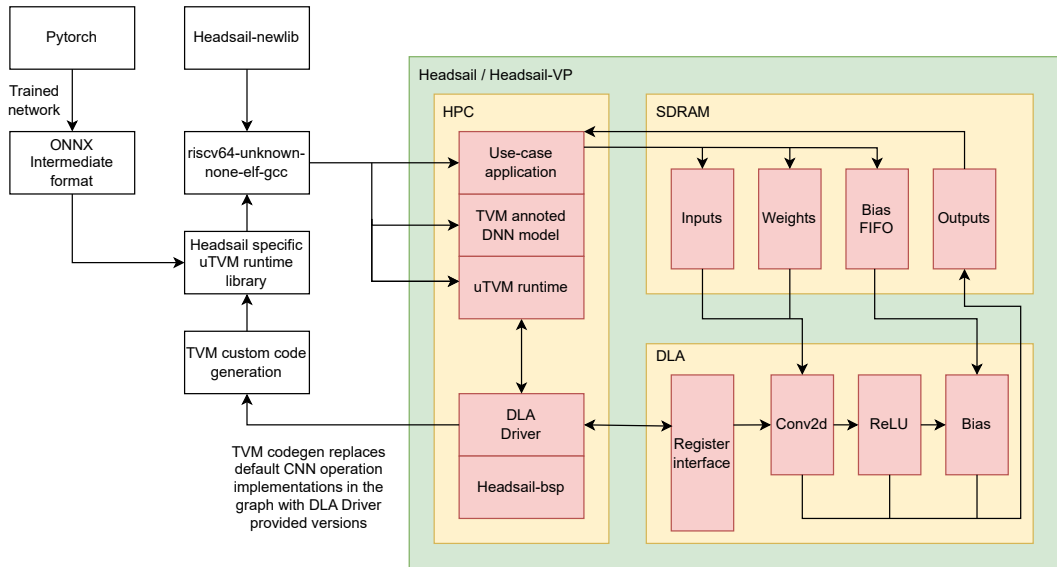 Pytorch
Headsail-newlib
Trained
network
ONNX
Intermediate
format
riscv64-unknown-
none-elf-gcc
Headsail specific
uTVM runtime
library
TVM custom code
generation
TVM codegen replaces
default CNN operation
implementations in the
graph with DLA Driver
provided versions
Headsail / Headsail-VP
HPC
Use-case
application
TVM annoted
DNN model
uTVM runtime
DLA
Driver
Headsail-bsp
SDRAM
Inputs
Weights
Bias
FIFO
Outputs
DLA
Register
interface
Conv2d
ReLU
Bias